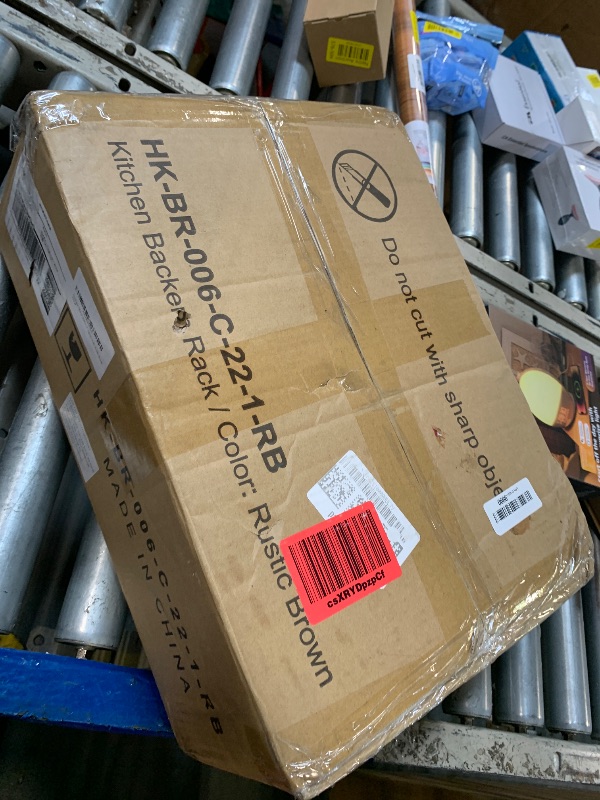 HK-BR-006-C-22-1-RB
Kitchen Backers Rack / Color: Rustic Brown
Do not cut with sharp obje
csXRYDpzpCf
HK-BR-006-C-22-1-RB
MADE IN CHINA